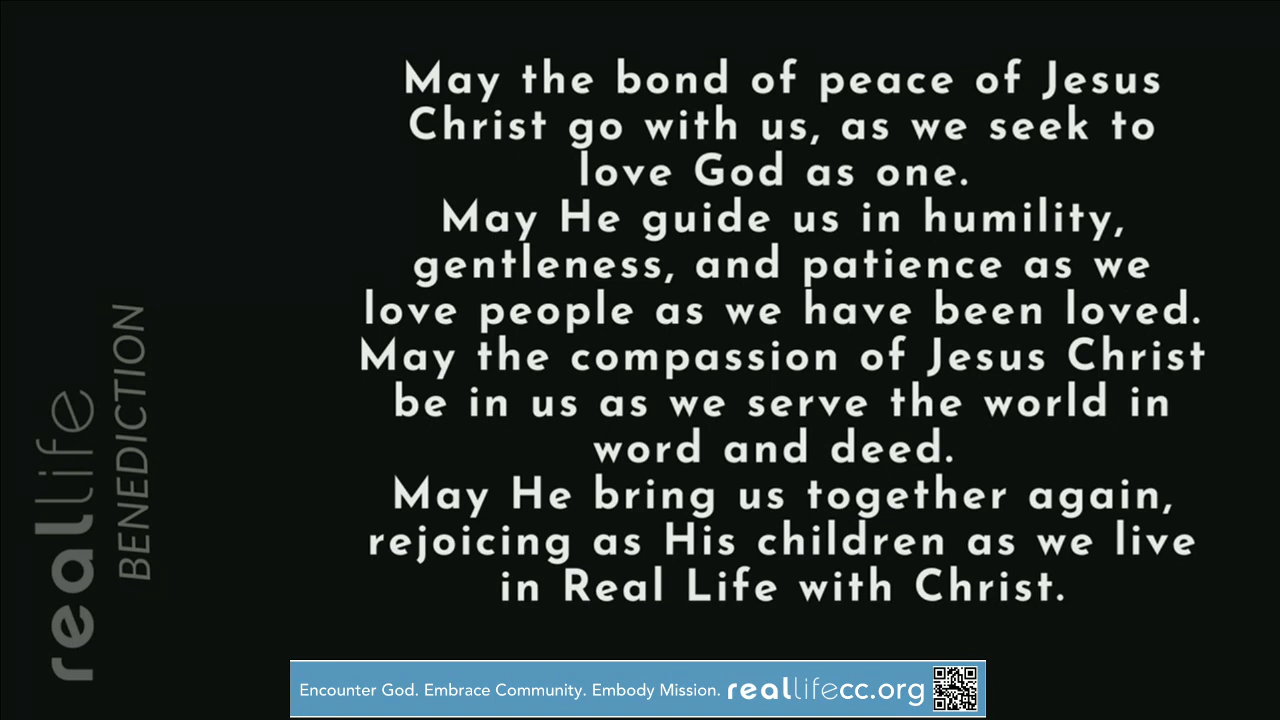 May the bond of peace of Jesus
Christ go with us, as we seek to
love God as one.
May He guide us in humility,
gentleness, and patience as we
love people as we have been loved.
May the compassion of Jesus Christ
be in us as we serve the world in
word and deed.
May He bring us together again,
rejoicing as His children as we live
in Real Life with Christ.
reallife
BENEDICTION
Encounter God. Embrace Community. Embody Mission. reallifecc.org